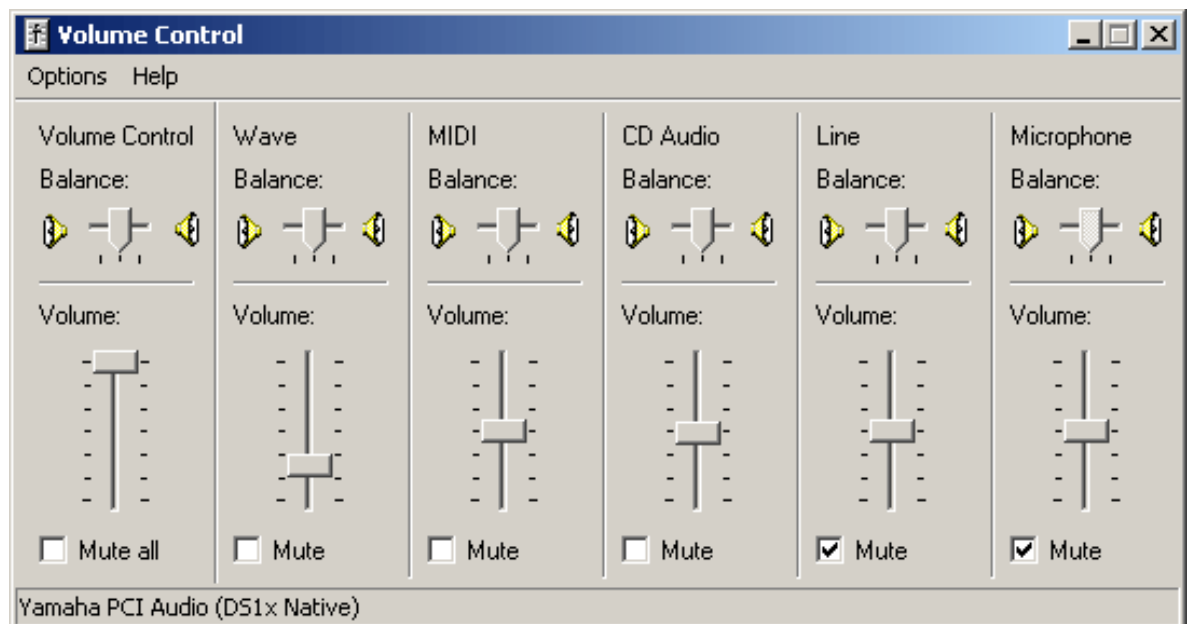 Volume Control
Options Help
Volume Control Wave MIDI CD Audio Line Microphone
Balance: Balance: Balance: Balance: Balance: Balance:
Volume: Volume: Volume: Volume: Volume: Volume:
Mute all Mute Mute Mute Mute Mute
Yamaha PCI Audio (DS1x Native)